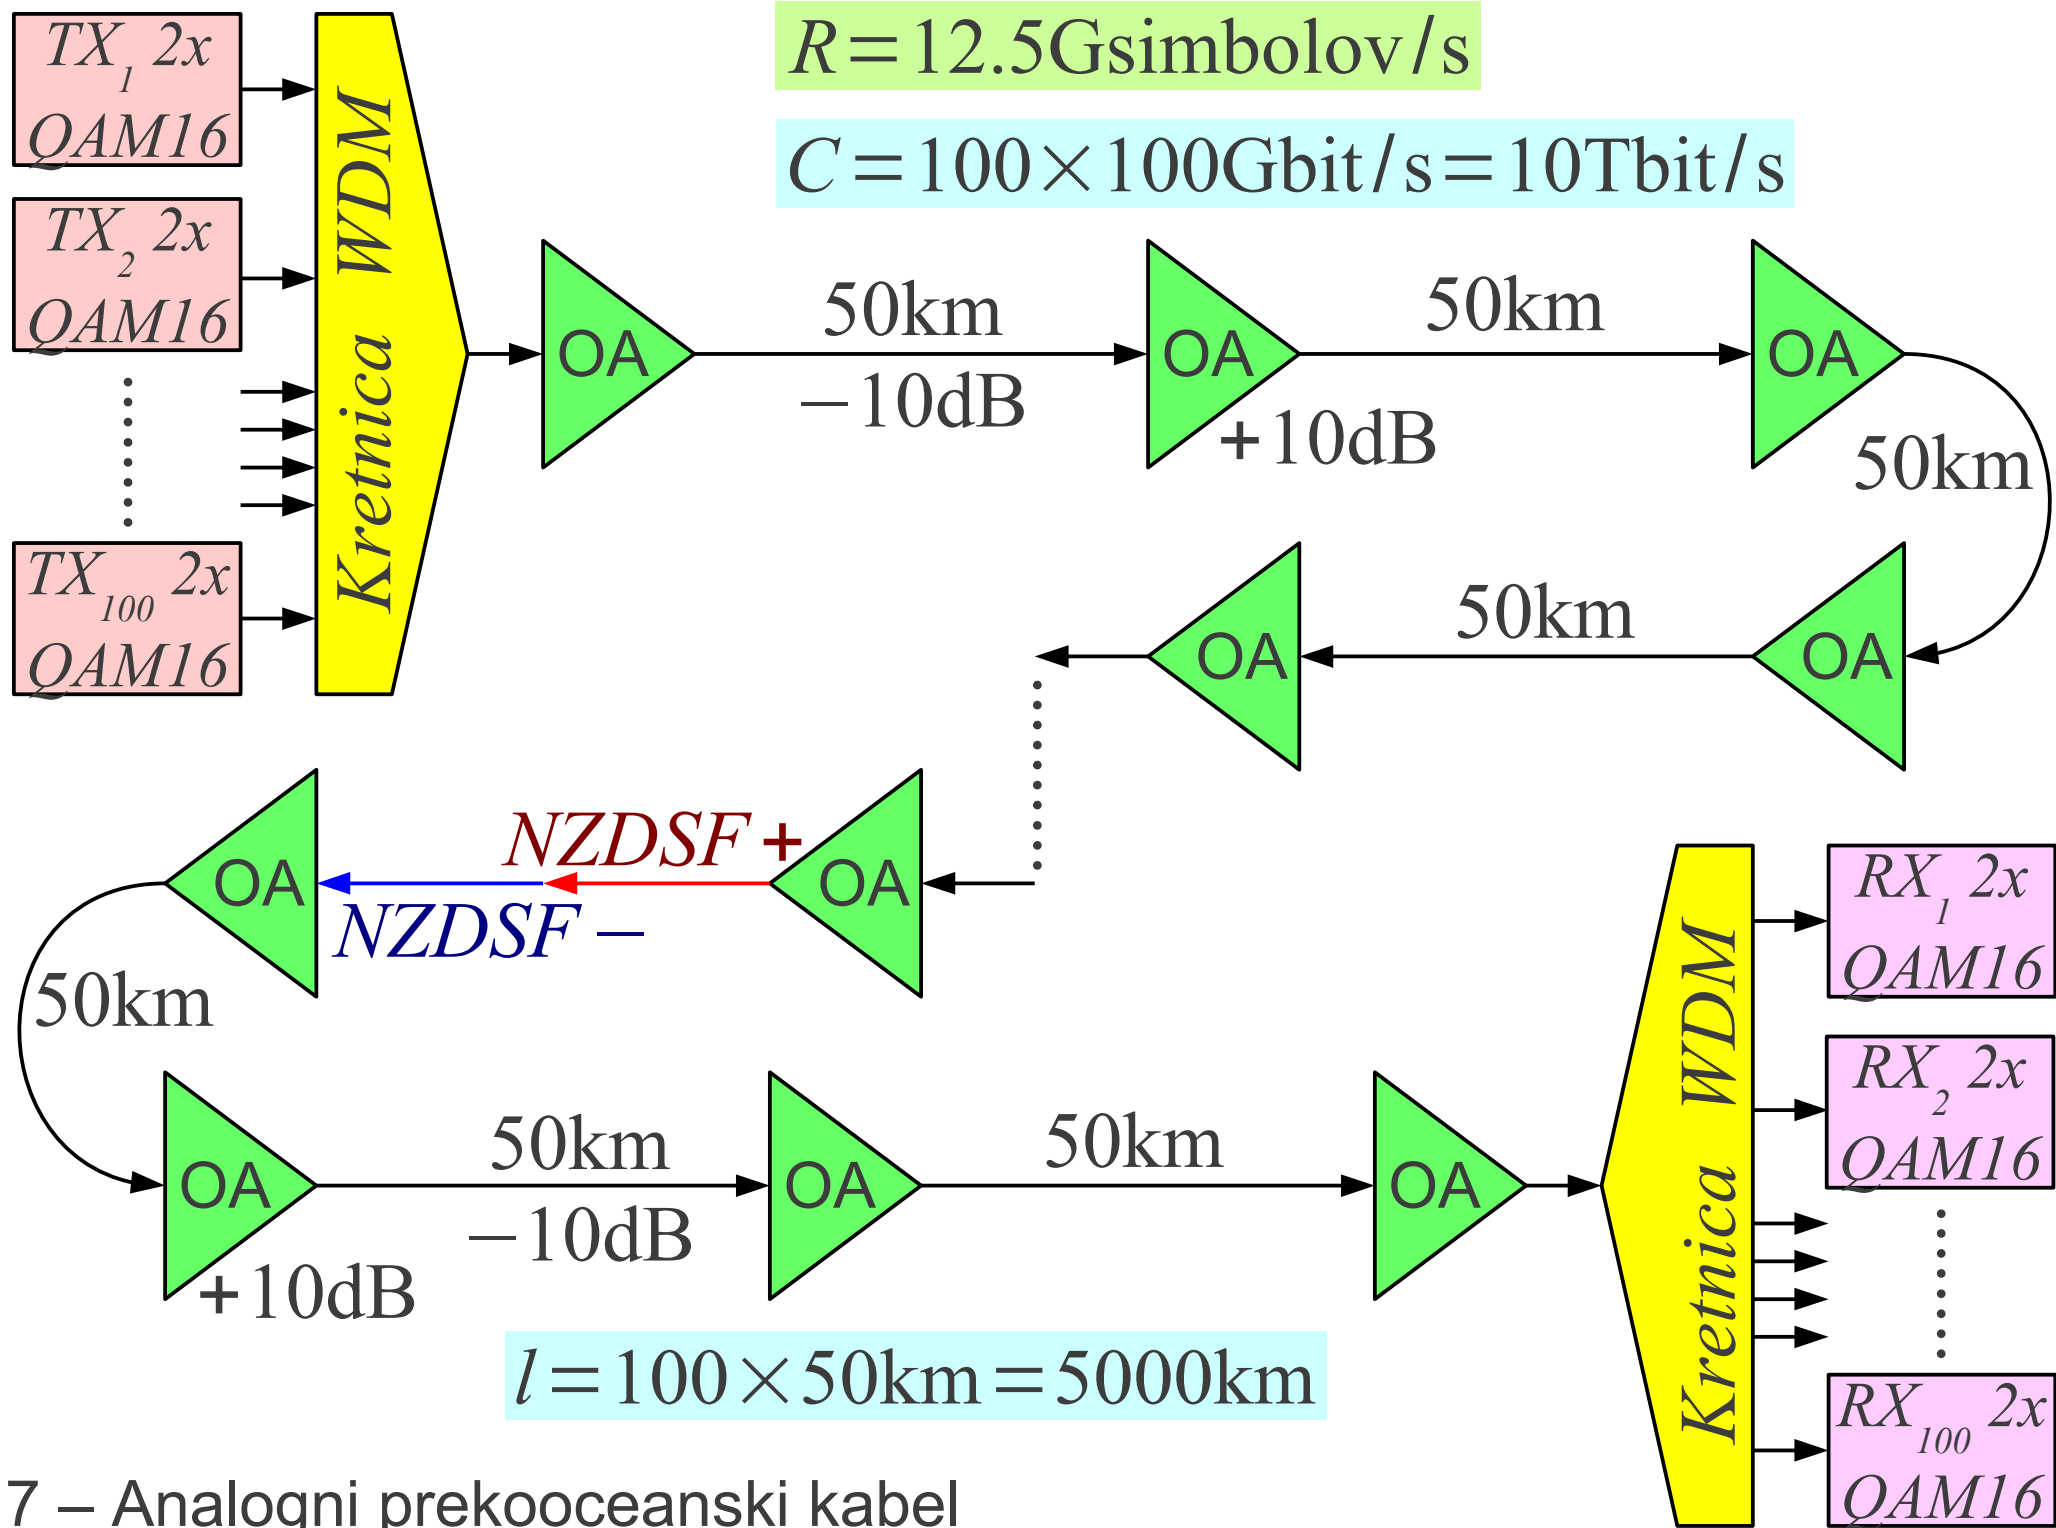 TX1 2x
QAM16
TX2 2x
QAM16
TX100 2x
QAM16
Kretnica WDM
R=12.5Gsimbolov/s
C=100×100Gbit/s=10Tbit/s
OA
50km
−10dB
OA
+10dB
50km
OA
50km
OA
50km
OA
OA
NZDSF+
NZDSF−
OA
50km
OA
+10dB
50km
−10dB
OA
50km
OA
Kretnica WDM
RX1 2x
QAM16
RX2 2x
QAM16
RX100 2x
QAM16
l=100×50km=5000km
7 – Analogni prekooceanski kabel